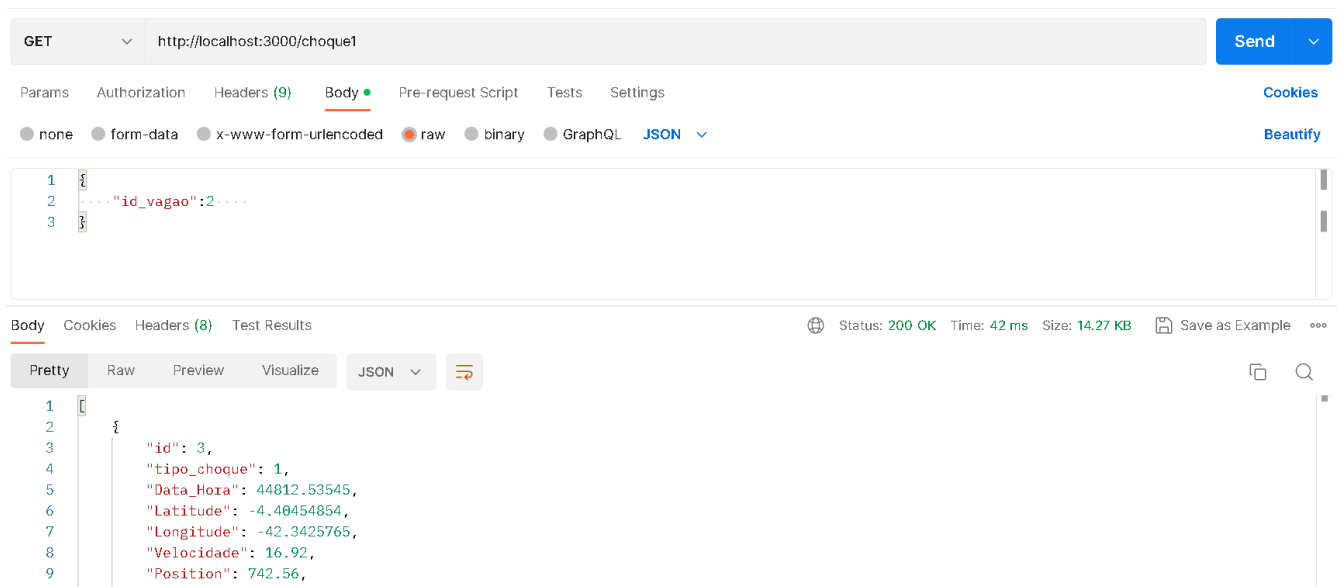 GET http://localhost:3000/choque1 Send
Params Authorization Headers (9) Body Pre-request Script Tests Settings Cookies
none form-data x-www-form-urlencoded raw binary GraphQL JSON Beautify
1 {
2 ····"id_vagao":2····
3 }
Body Cookies Headers (8) Test Results Status: 200 OK Time: 42 ms Size: 14.27 KB Save as Example
Pretty Raw Preview Visualize JSON
1 [
2 {
3 "id": 3,
4 "tipo_choque": 1,
5 "Data_Hora": 44812.53545,
6 "Latitude": -4.40454854,
7 "Longitude": -42.3425765,
8 "Velocidade": 16.92,
9 "Position": 742.56,